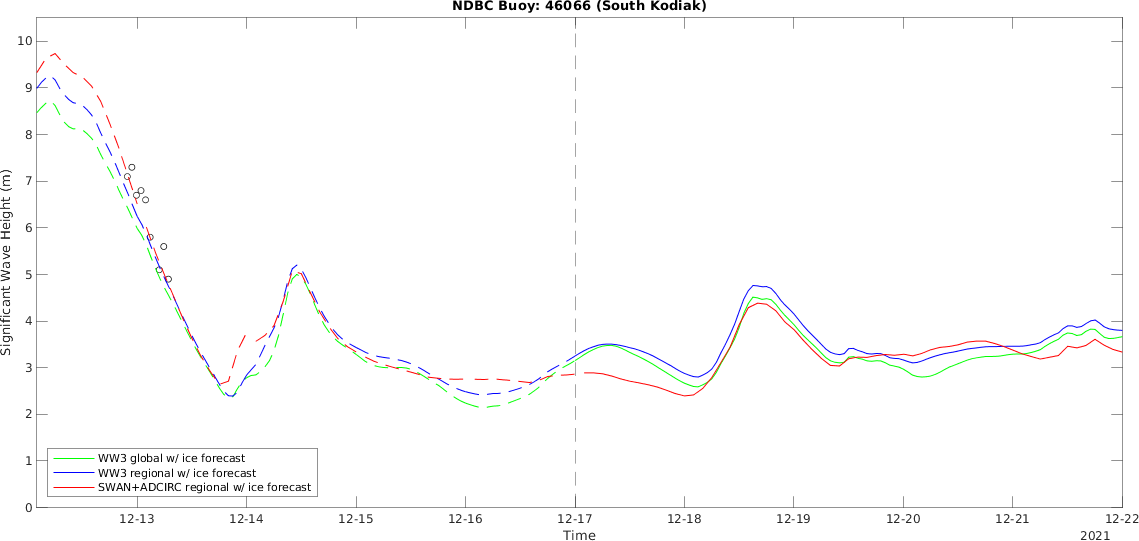 NDBC Buoy: 46066 (South Kodiak)
Significant Wave Height (m)
10
9
8
7
6
5
4
3
2
1
0
WW3 global w/ ice forecast
WW3 regional w/ ice forecast
SWAN+ADCIRC regional w/ ice forecast
12-13 12-14 12-15 12-16 12-17 12-18 12-19 12-20 12-21 12-22
Time
2021